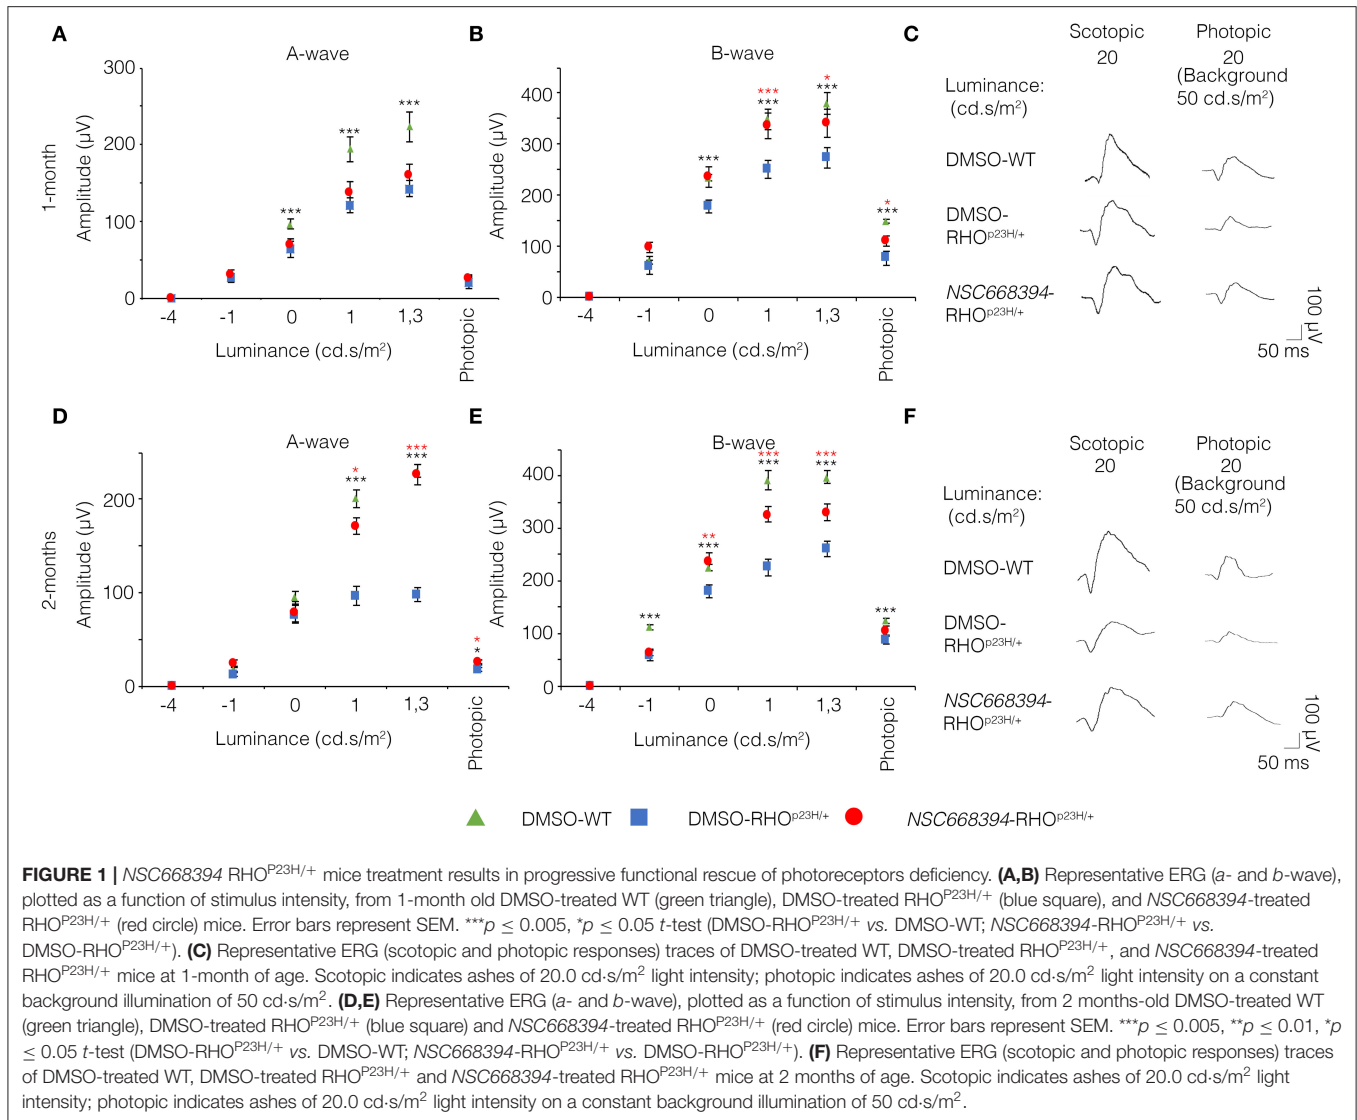 A
A-wave
300
200
100
0
Amplitude (µV)
1-month
***
***
***
-4
-1
0
1
1,3
Photopic
Luminance (cd.s/m²)
B
B-wave
400
300
200
100
0
Amplitude (µV)
***
***
***
*
***
*
***
-4
-1
0
1
1,3
Photopic
Luminance (cd.s/m²)
C
Scotopic
20
Photopic
20
(Background
50 cd.s/m²)
Luminance:
(cd.s/m²)
DMSO-WT
DMSO-
RHOp23H/+
NSC668394-
RHOp23H/+
100 µV
50 ms
D
A-wave
200
100
0
Amplitude (µV)
2-months
*
***
***
***
*
*
-4
-1
0
1
1,3
Photopic
Luminance (cd.s/m²)
E
B-wave
400
300
200
100
0
Amplitude (µV)
***
**
***
***
***
***
***
***
-4
-1
0
1
1,3
Photopic
Luminance (cd.s/m²)
F
Scotopic
20
Photopic
20
(Background
50 cd.s/m²)
Luminance:
(cd.s/m²)
DMSO-WT
DMSO-
RHOp23H/+
NSC668394-
RHOp23H/+
100 µV
50 ms
DMSO-WT DMSO-RHOp23H/+ NSC668394-RHOp23H/+
FIGURE 1 | NSC668394 RHOP23H/+ mice treatment results in progressive functional rescue of photoreceptors deficiency. (A,B) Representative ERG (a- and b-wave),
plotted as a function of stimulus intensity, from 1-month old DMSO-treated WT (green triangle), DMSO-treated RHOP23H/+ (blue square), and NSC668394-treated
RHOP23H/+ (red circle) mice. Error bars represent SEM. ***p ≤ 0.005, *p ≤ 0.05 t-test (DMSO-RHOP23H/+ vs. DMSO-WT; NSC668394-RHOP23H/+ vs.
DMSO-RHOP23H/+). (C) Representative ERG (scotopic and photopic responses) traces of DMSO-treated WT, DMSO-treated RHOP23H/+, and NSC668394-treated
RHOP23H/+ mice at 1-month of age. Scotopic indicates ashes of 20.0 cd·s/m² light intensity; photopic indicates ashes of 20.0 cd·s/m² light intensity on a constant
background illumination of 50 cd·s/m². (D,E) Representative ERG (a- and b-wave), plotted as a function of stimulus intensity, from 2 months-old DMSO-treated WT
(green triangle), DMSO-treated RHOP23H/+ (blue square) and NSC668394-treated RHOP23H/+ (red circle) mice. Error bars represent SEM. ***p ≤ 0.005, **p ≤ 0.01, *p
≤ 0.05 t-test (DMSO-RHOP23H/+ vs. DMSO-WT; NSC668394-RHOP23H/+ vs. DMSO-RHOP23H/+). (F) Representative ERG (scotopic and photopic responses) traces
of DMSO-treated WT, DMSO-treated RHOP23H/+ and NSC668394-treated RHOP23H/+ mice at 2 months of age. Scotopic indicates ashes of 20.0 cd·s/m² light
intensity; photopic indicates ashes of 20.0 cd·s/m² light intensity on a constant background illumination of 50 cd·s/m².